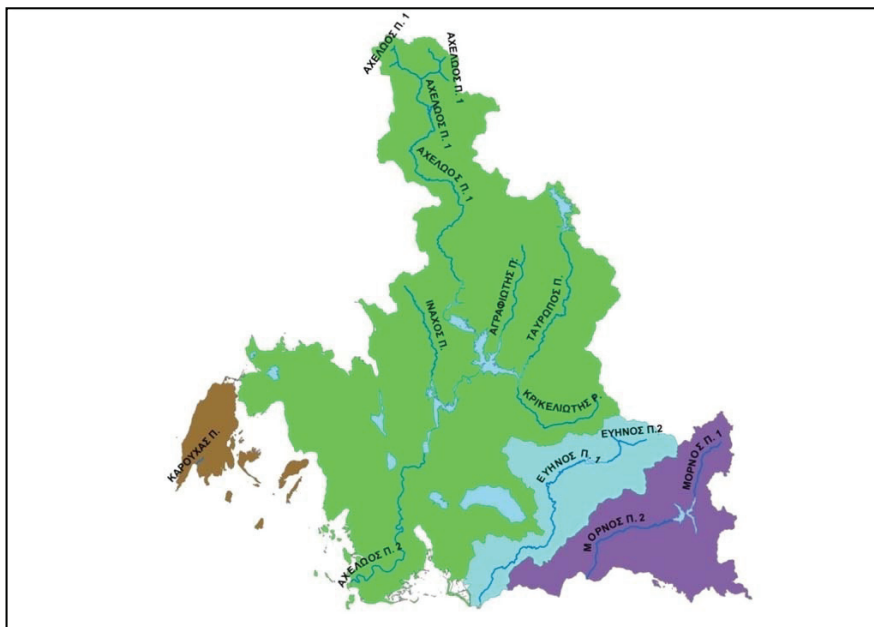 ΑΧΕΛΩΟΣ Π. 1
ΑΧΕΛΩΟΣ Π. 1
ΑΧΕΛΩΟΣ Π. 1
ΑΧΕΛΩΟΣ Π. 1
ΑΓΡΑΦΙΩΤΗΣ Π.
ΤΑΥΡΩΠΟΣ Π.
ΙΝΑΧΟΣ Π.
ΚΡΙΚΕΛΙΩΤΗΣ Ρ.
ΚΑΡΟΥΧΑΣ Π.
ΕΥΗΝΟΣ Π.2
ΕΥΗΝΟΣ Π. 1
ΜΟΡΝΟΣ Π. 1
ΜΟΡΝΟΣ Π. 2
ΑΧΕΛΩΟΣ Π. 2